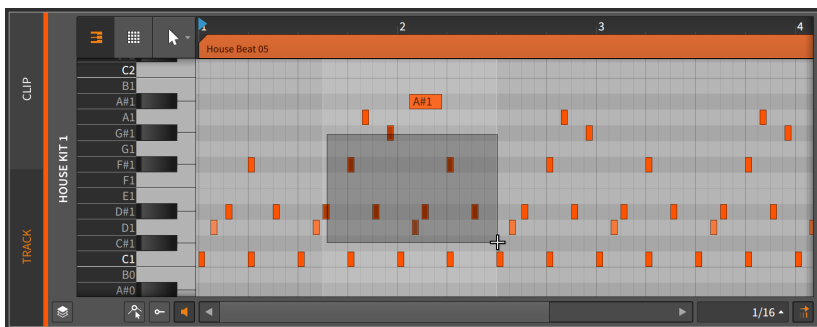 1
2
3
4
House Beat 05
CLIP
TRACK
HOUSE KIT 1
C2
B1
A#1
A#1
A1
G#1
G1
F#1
F1
E1
D#1
D1
C#1
C1
B0
A#0
1/16